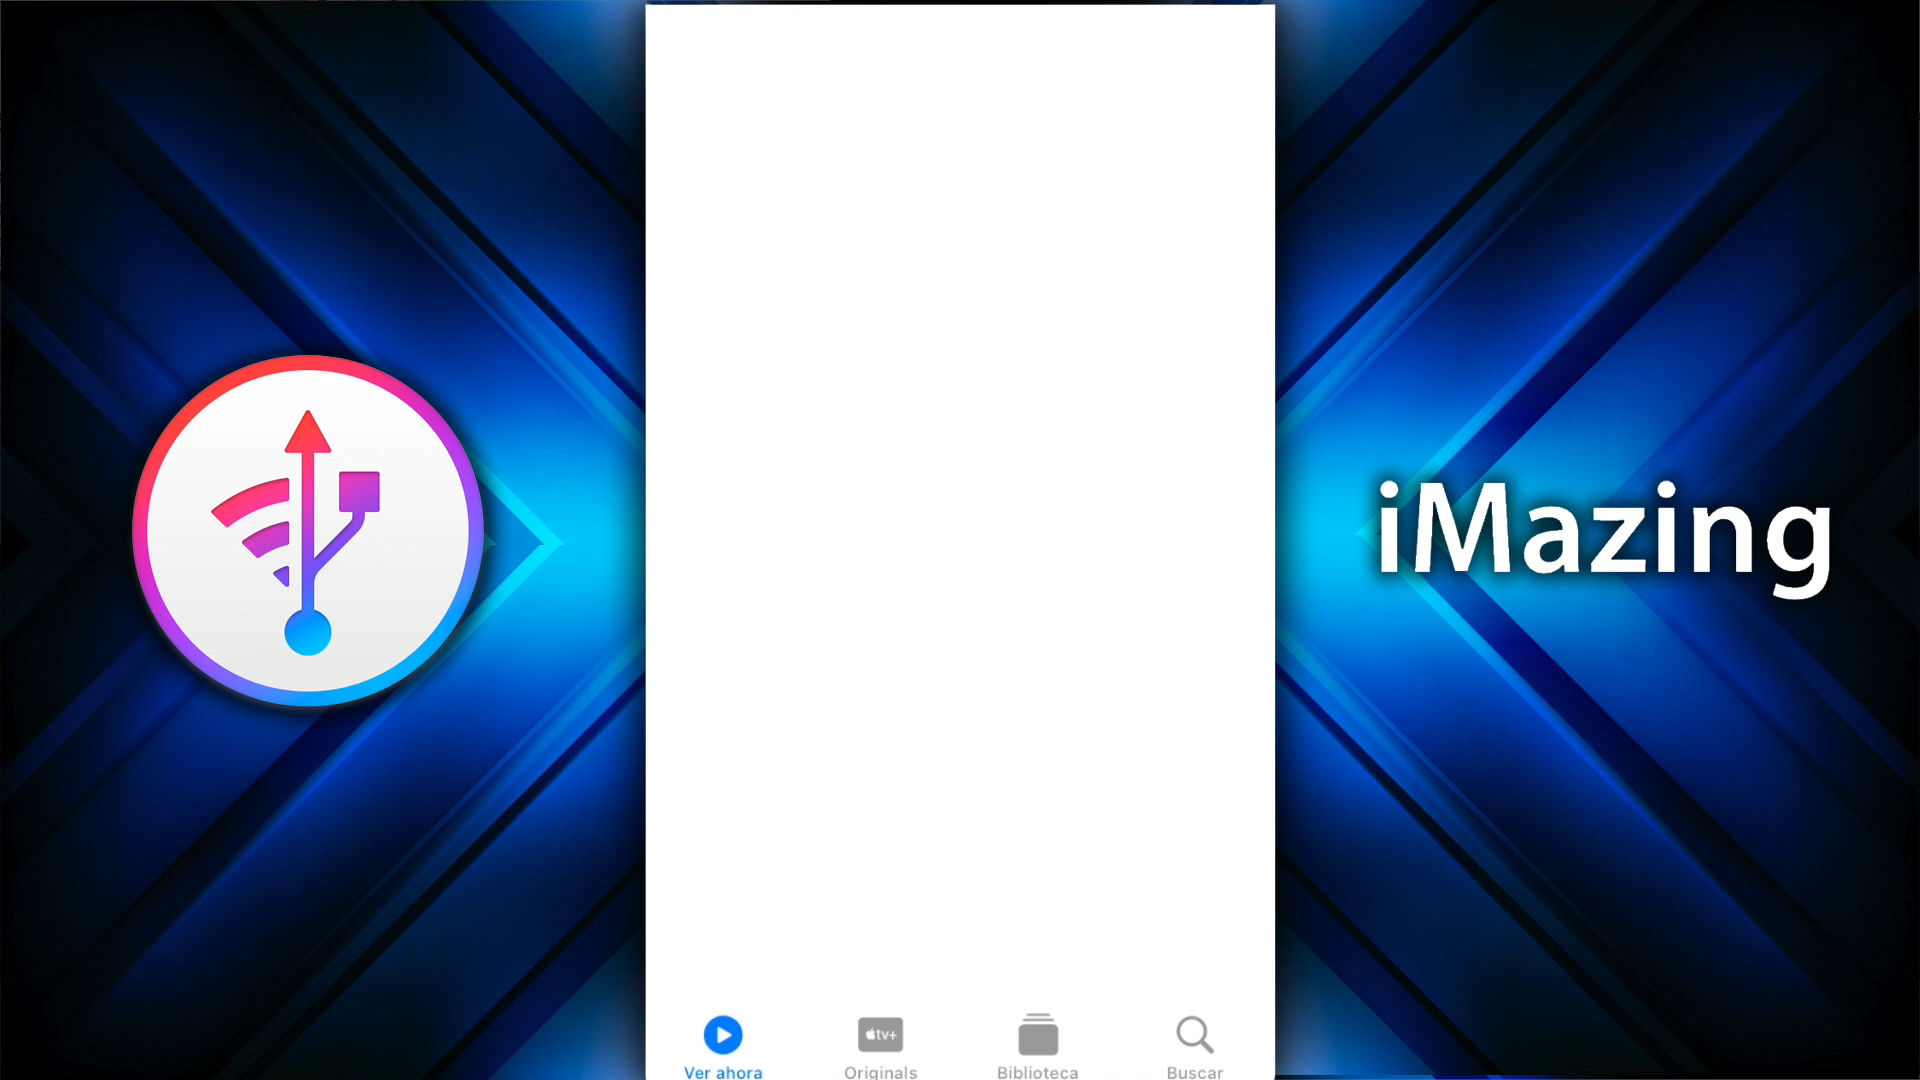 iMazing
tv+
Ver ahora
Originals
Biblioteca
Buscar